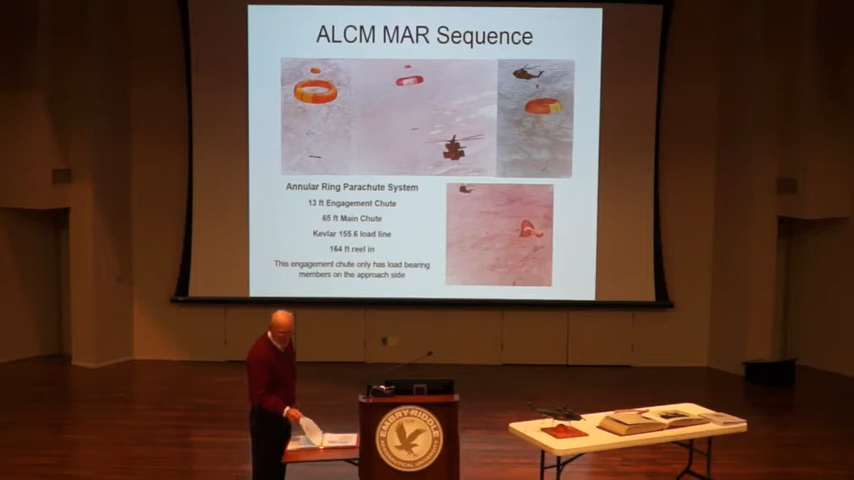 ALCM MAR Sequence
Annular Ring Parachute System
13 ft Engagement Chute
65 ft Main Chute
Kevlar 155.6 load line
164 ft reel in
This engagement chute only has load bearing
members on the approach side
EMBRY-RIDDLE